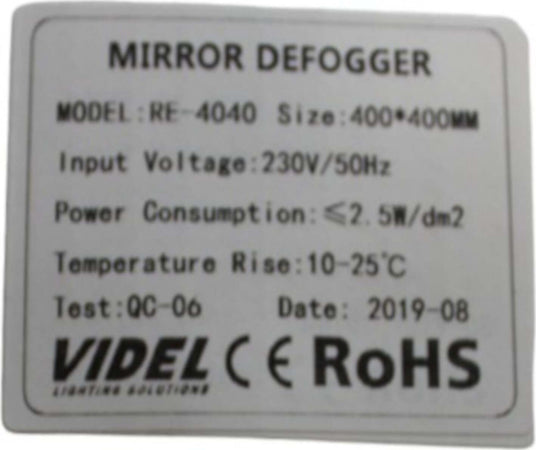 MIRROR DEFOGGER
MODEL:RE-4040 Size:400*400MM
Input Voltage:230V/50Hz
Power Consumption:≤2.5W/dm2
Temperature Rise:10-25℃
Test:QC-06 Date: 2019-08
VIDEL CE RoHS
LIGHTING SOLUTIONS